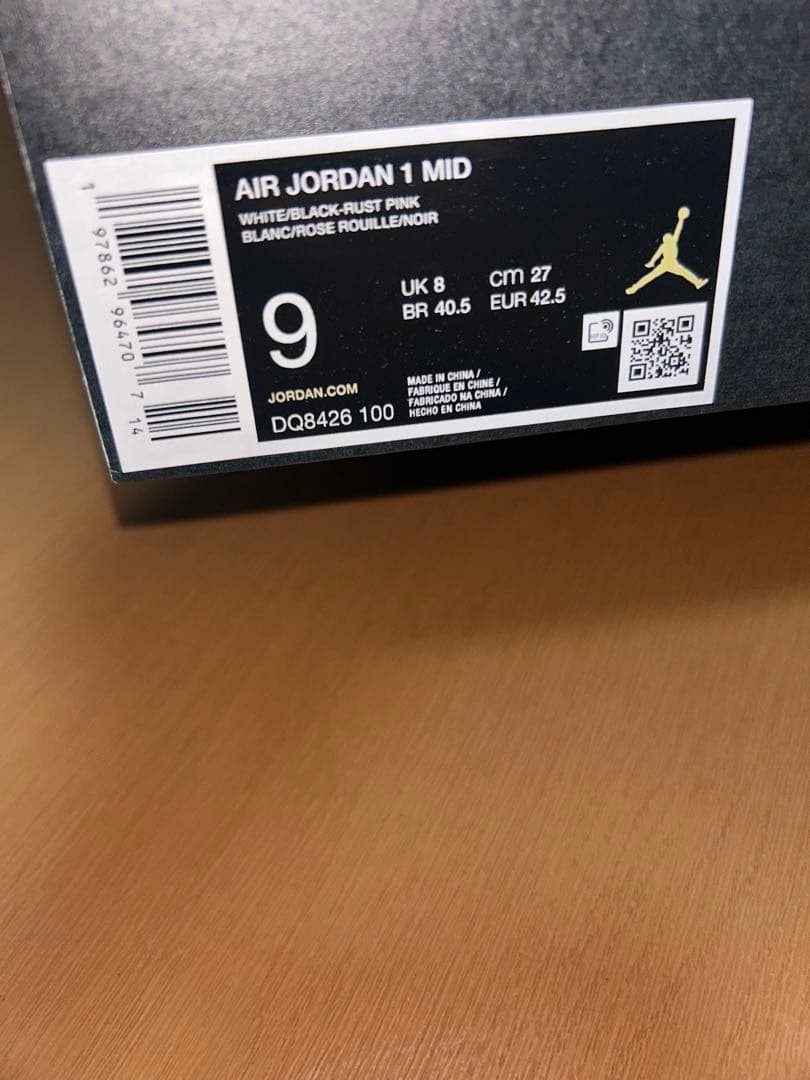 AIR JORDAN 1 MID
WHITE/BLACK-RUST PINK
BLANC/ROSE ROUILLE/NOIR
9
UK 8 cm 27
BR 40.5 EUR 42.5
JORDAN.COM
DQ8426 100
MADE IN CHINA /
FABRIQUE EN CHINE /
FABRICADO NA CHINA /
HECHO EN CHINA
RFID
1 97862 96470 7 14